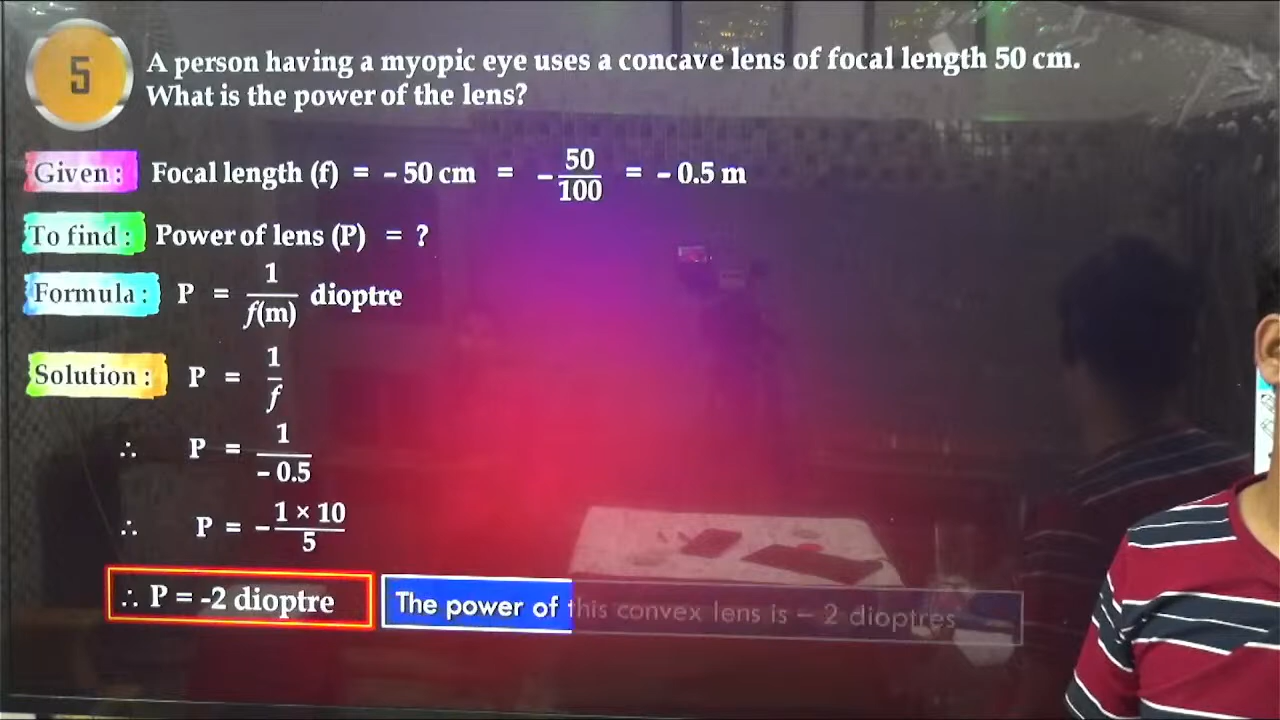 5
A person having a myopic eye uses a concave lens of focal length 50 cm.
What is the power of the lens?
Given : Focal length (f) = – 50 cm = – 50/100 = – 0.5 m
To find : Power of lens (P) = ?
Formula : P = 1/f(m) dioptre
Solution : P = 1/f
∴ P = 1/– 0.5
∴ P = – 1 × 10/5
∴ P = -2 dioptre
The power of this convex lens is – 2 dioptres